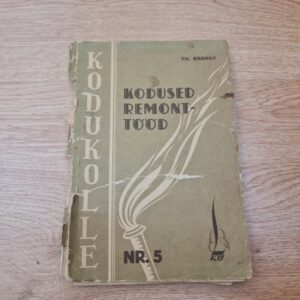 KODUKOLLE
TH. BRANDT
KODUSED
REMONT-
TÖÖD
NR. 5